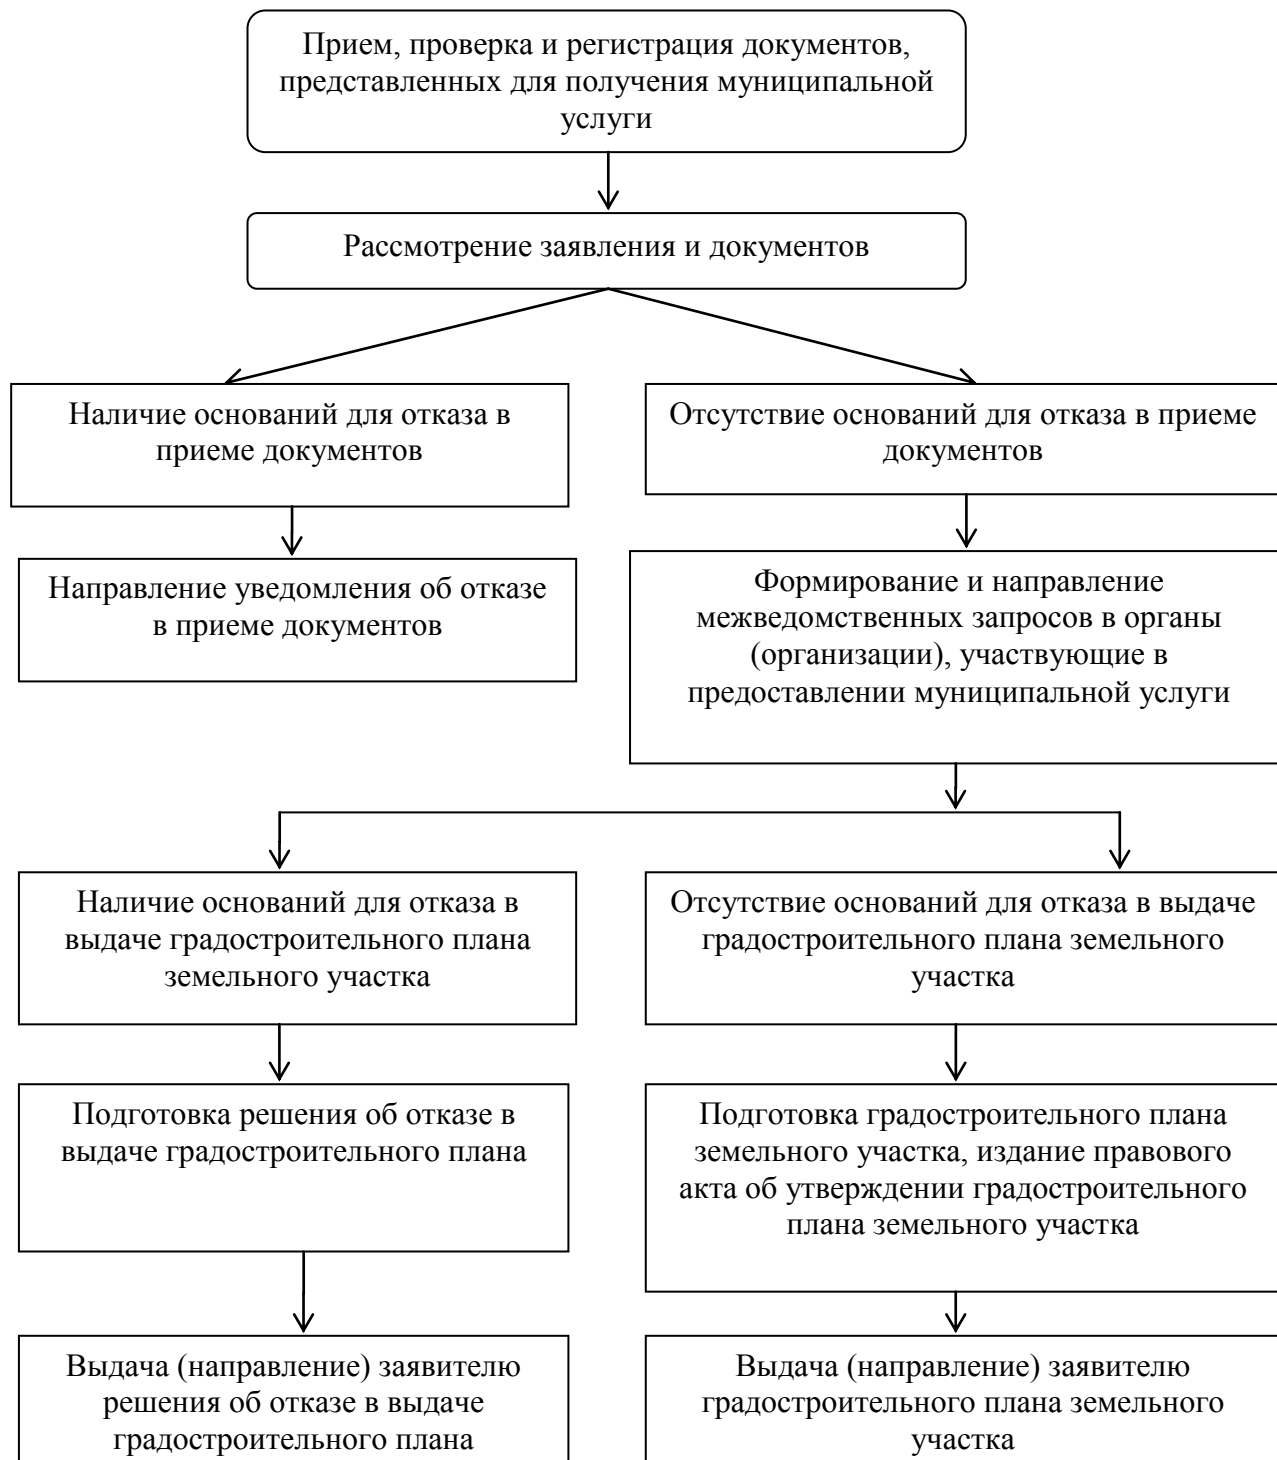 Прием, проверка и регистрация документов,
представленных для получения муниципальной
услуги
Рассмотрение заявления и документов
Наличие оснований для отказа в
приеме документов
Отсутствие оснований для отказа в приеме
документов
Направление уведомления об отказе
в приеме документов
Формирование и направление
межведомственных запросов в органы
(организации), участвующие в
предоставлении муниципальной услуги
Наличие оснований для отказа в
выдаче градостроительного плана
земельного участка
Отсутствие оснований для отказа в выдаче
градостроительного плана земельного
участка
Подготовка решения об отказе в
выдаче градостроительного плана
Подготовка градостроительного плана
земельного участка, издание правового
акта об утверждении градостроительного
плана земельного участка
Выдача (направление) заявителю
решения об отказе в выдаче
градостроительного плана
Выдача (направление) заявителю
градостроительного плана земельного
участка